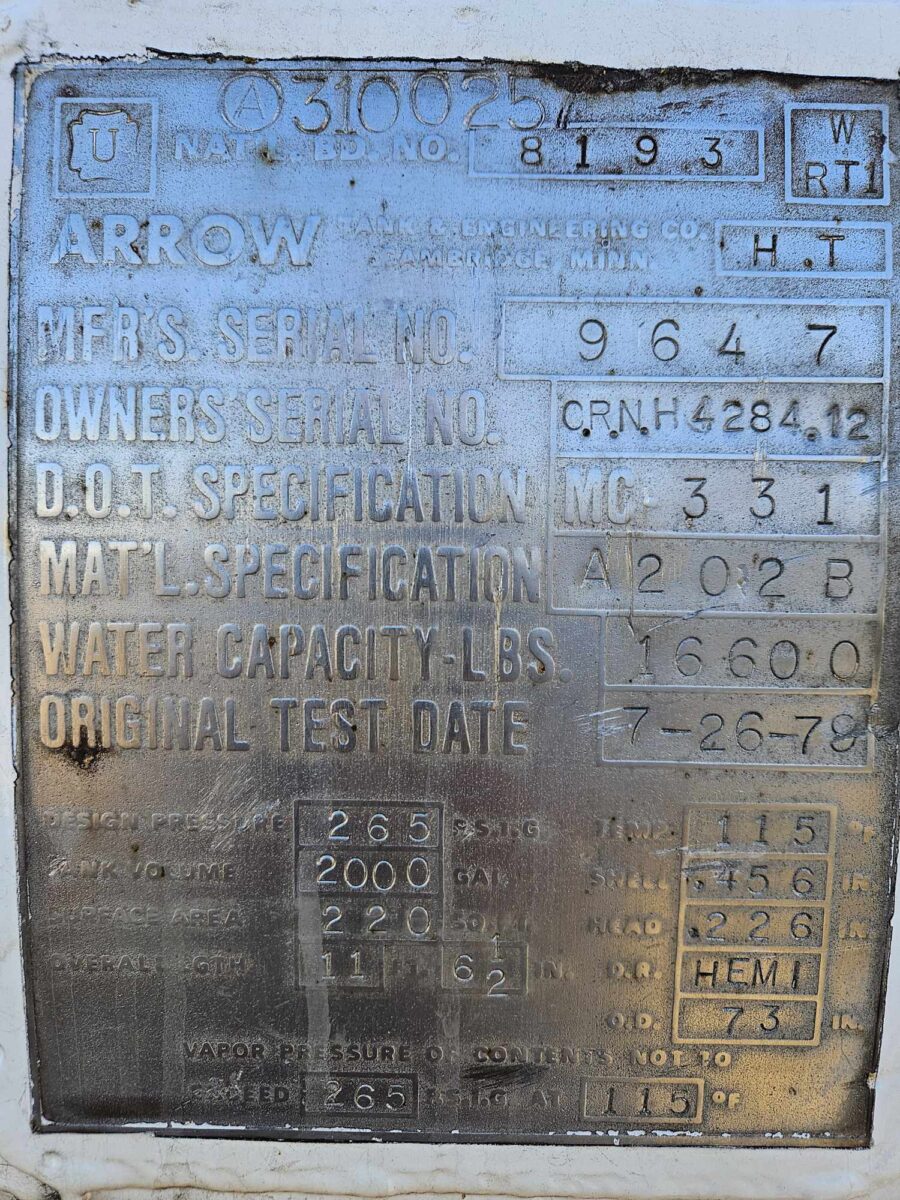 A 310025
U NAT'L. BD. NO. 8193 W
RT1
ARROW TANK & ENGINEERING CO.
CAMBRIDGE, MINN. H.T
MFR'S. SERIAL NO. 9647
OWNERS SERIAL NO. C.R.N.H4284.12
D.O.T. SPECIFICATION MC- 331
MAT'L. SPECIFICATION A202B
WATER CAPACITY-LBS. 16600
ORIGINAL TEST DATE 7-26-79
DESIGN PRESSURE 265 P.S.I.G. TEMP. 115 °F
TANK VOLUME 2000 GAL. SHELL .456 IN.
SURFACE AREA 220 SQ. FT. HEAD .226 IN.
OVERALL LGTH. 11 FT. 6 1/2 IN. D.R. HEMI
O.D. 73 IN.
VAPOR PRESSURE OF CONTENTS NOT TO
EXCEED 265 P.S.I.G AT 115 °F